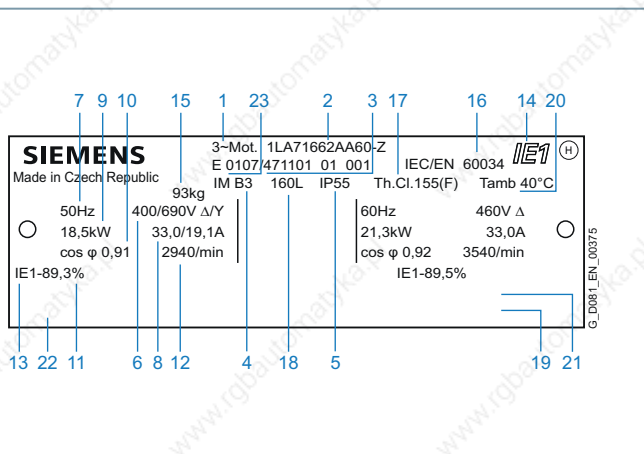 7 9 10 15 1 23 2 3 17 16 14 20
SIEMENS
Made in Czech Republic
3~Mot. 1LA71662AA60-Z
E 0107/471101 01 001
IEC/EN 60034
IE1
H
93kg
IM B3 160L IP55 Th.Cl.155(F) Tamb 40°C
50Hz 400/690V Δ/Y
18,5kW 33,0/19,1A
cos φ 0,91 2940/min
IE1-89,3%
60Hz 460V Δ
21,3kW 33,0A
cos φ 0,92 3540/min
IE1-89,5%
13 22 11 6 8 12 4 18 5 19 21
G_D081_EN_00375
www.rgbautomatyka.pl